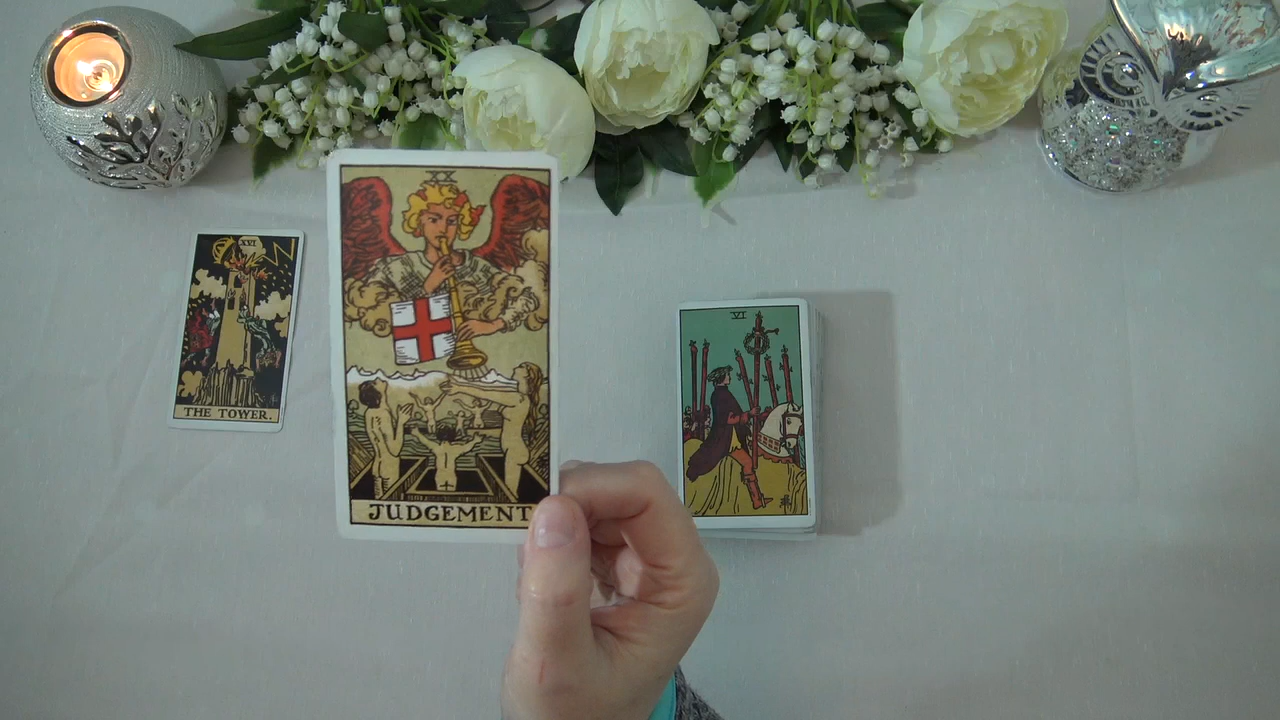 XVI
THE TOWER.
XX
JUDGEMENT
VI